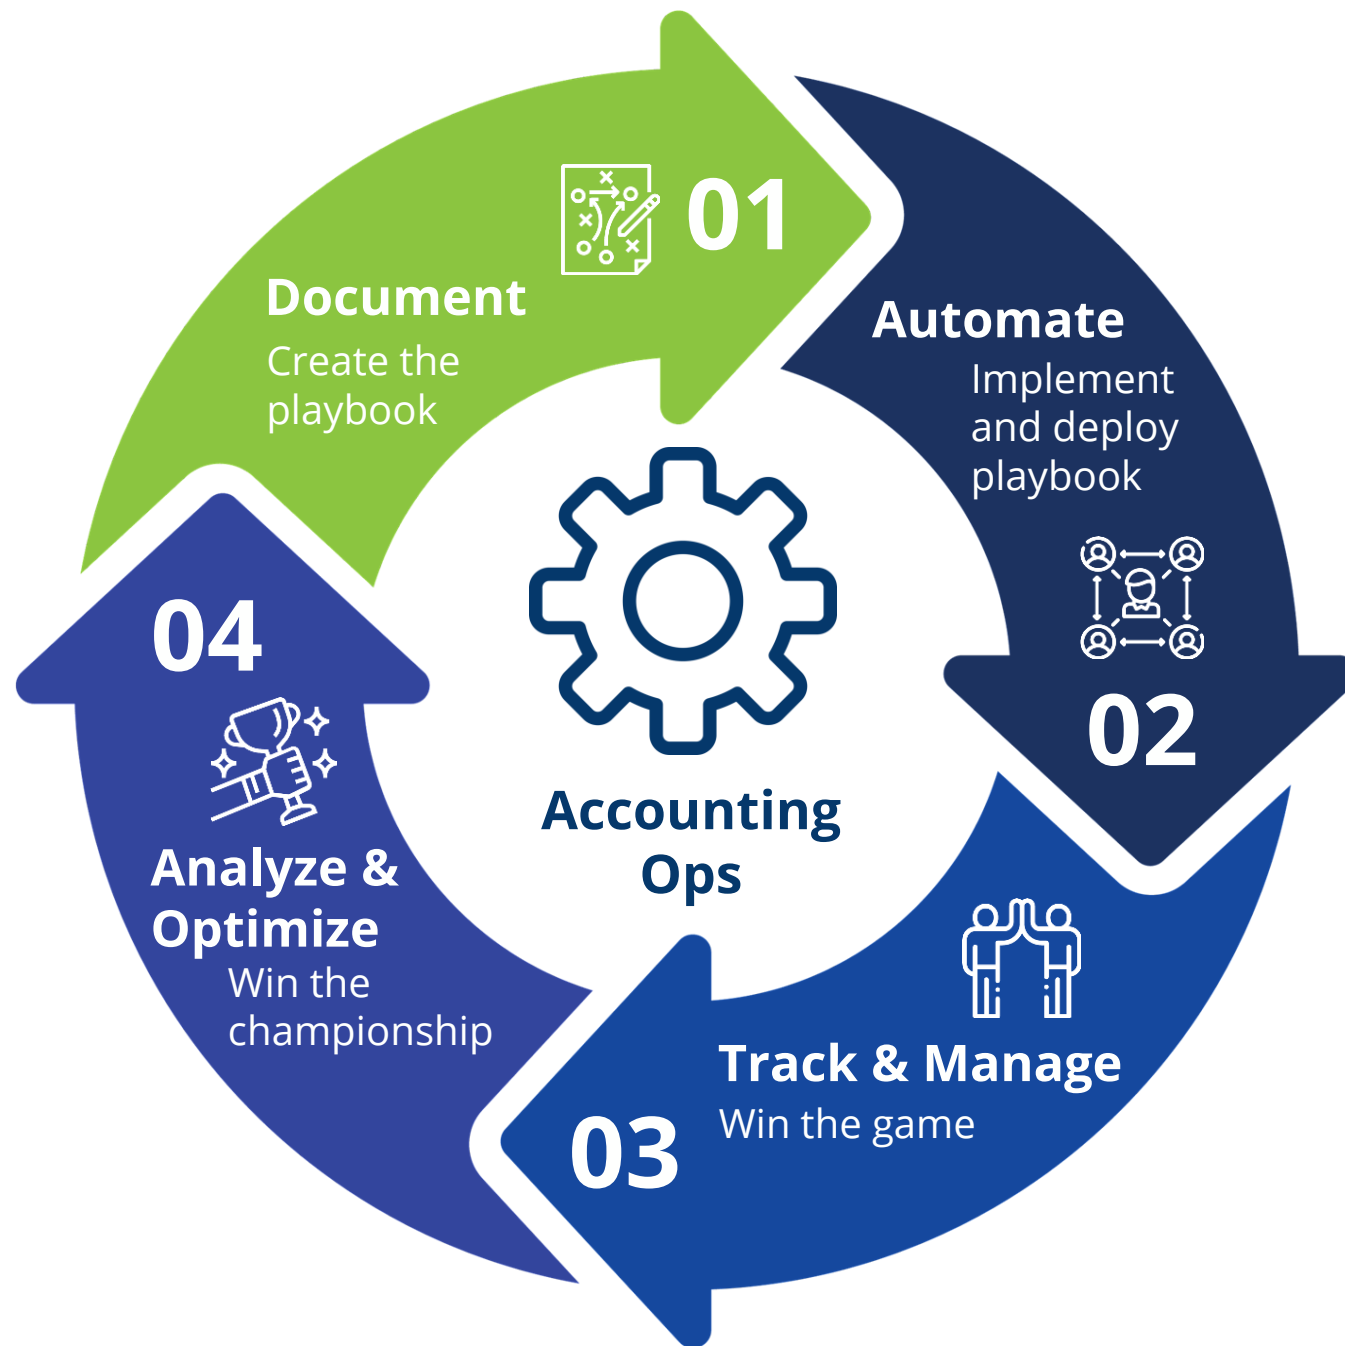 01
Document
Create the
playbook
Automate
Implement
and deploy
playbook
02
Track & Manage
Win the game
03
04
Analyze &
Optimize
Win the
championship
Accounting
Ops